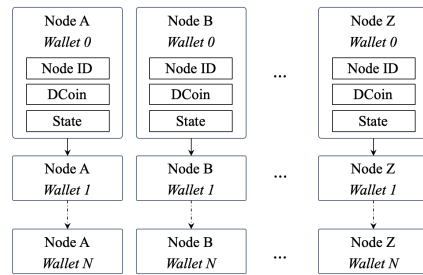 Node A
Wallet 0
Node ID
DCoin
State
Node B
Wallet 0
Node ID
DCoin
State
...
Node Z
Wallet 0
Node ID
DCoin
State
Node A
Wallet 1
Node B
Wallet 1
...
Node Z
Wallet 1
Node A
Wallet N
Node B
Wallet N
...
Node Z
Wallet N